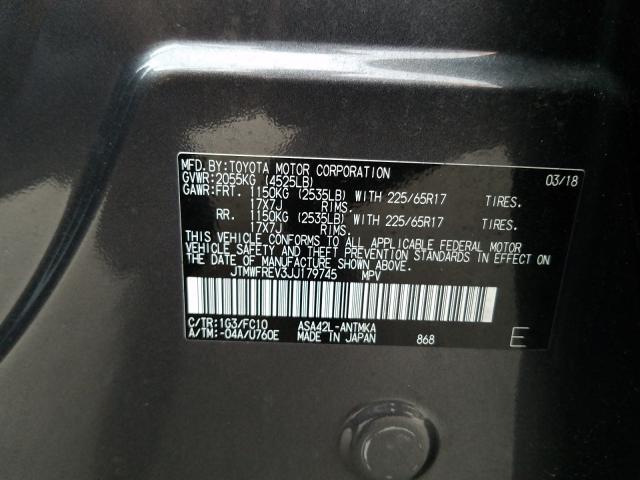 MFD.BY:TOYOTA MOTOR CORPORATION 03/18
GVWR:2055KG (4525LB)
GAWR:FRT. 1150KG (2535LB) WITH 225/65R17 TIRES.
17X7J RIMS.
RR. 1150KG (2535LB) WITH 225/65R17 TIRES.
17X7J RIMS.
THIS VEHICLE CONFORMS TO ALL APPLICABLE FEDERAL MOTOR
VEHICLE SAFETY AND THEFT PREVENTION STANDARDS IN EFFECT ON
THE DATE OF MANUFACTURE SHOWN ABOVE.
JTMWFREV3JJ179745 MPV
C/TR:1G3/FC10 ASA42L-ANTMKA
A/TM:-04A/U760E MADE IN JAPAN 868 E